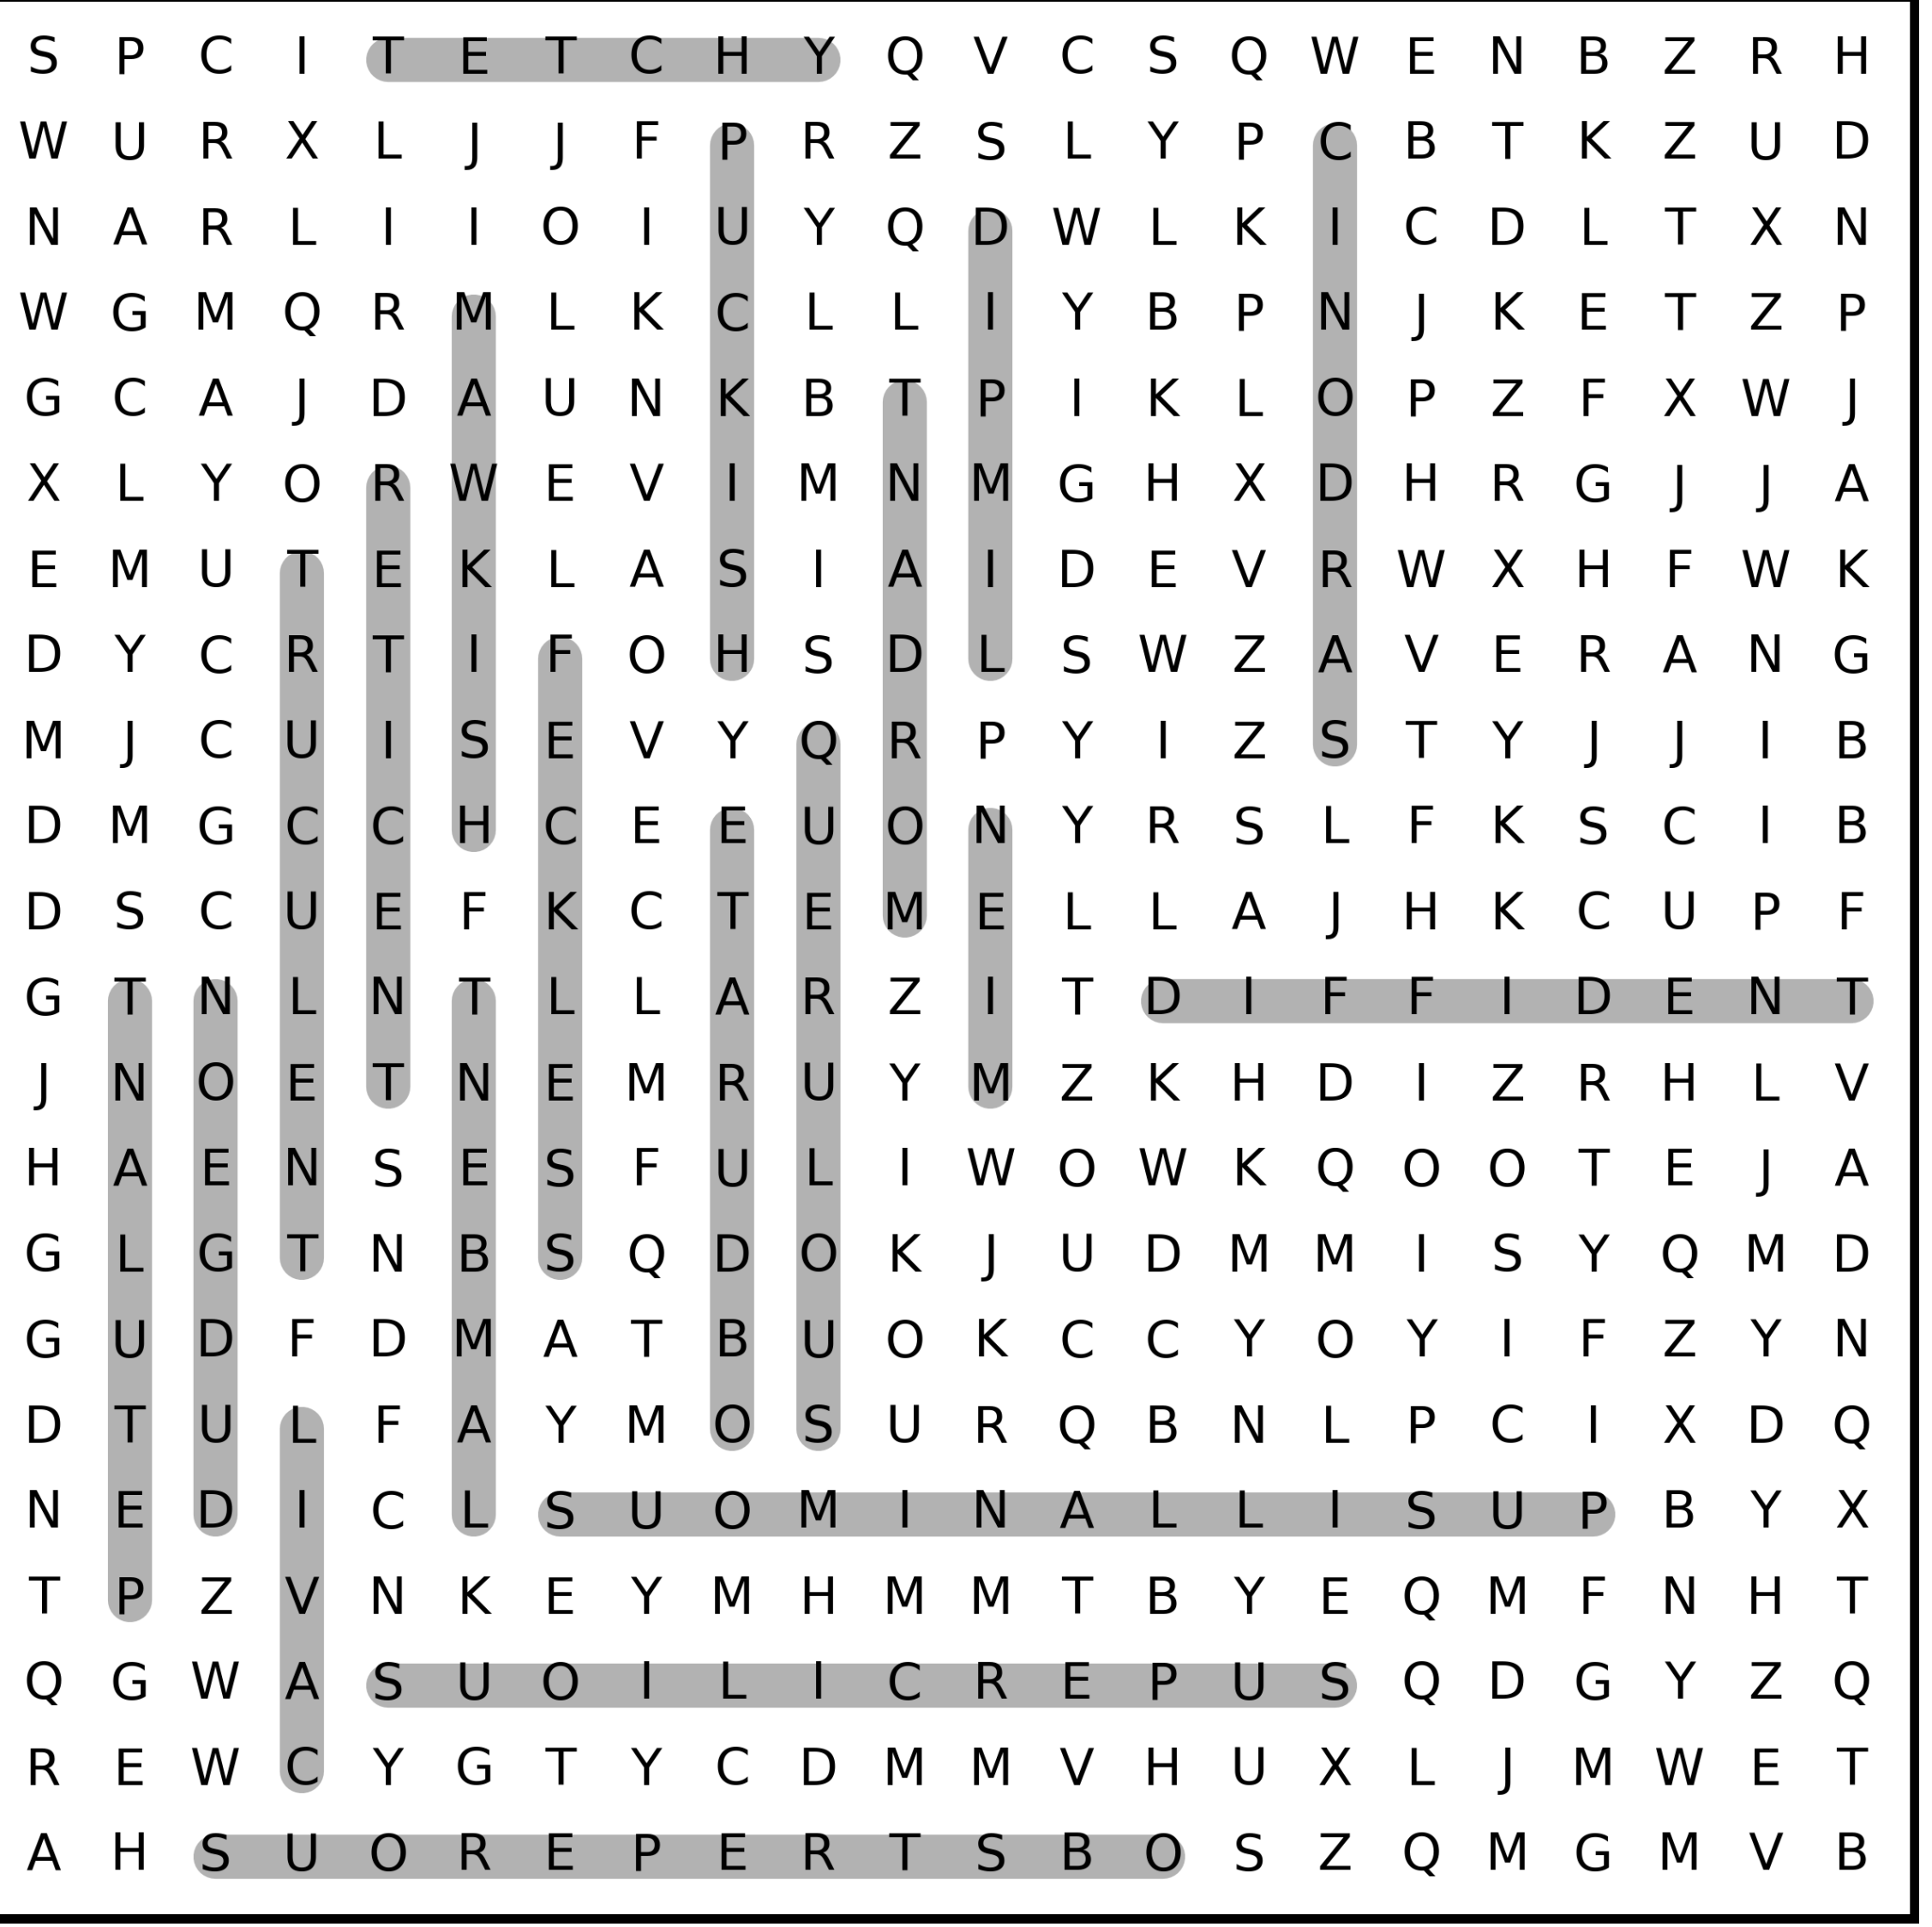 S P C I T E T C H Y Q V C S Q W E N B Z R H
W U R X L J J F P R Z S L Y P C B T K Z U D
N A R L I I O I U Y Q D W L K I C D L T X N
W G M Q R M L K C L L I Y B P N J K E T Z P
G C A J D A U N K B T P I K L O P Z F X W J
X L Y O R W E V I M N M G H X D H R G J J A
E M U T E K L A S I A I D E V R W X H F W K
D Y C R T I F O H S D L S W Z A V E R A N G
M J C U I S E V Y Q R P Y I Z S T Y J J I B
D M G C C H C E E U O N Y R S L F K S C I B
D S C U E F K C T E M E L L A J H K C U P F
G T N L N T L L A R Z I T D I F F I D E N T
J N O E T N E M R U Y M Z K H D I Z R H L V
H A E N S E S F U L I W O W K Q O O T E J A
G L G T N B S Q D O K J U D M M I S Y Q M D
G U D F D M A T B U O K C C Y O Y I F Z Y N
D T U L F A Y M O S U R Q B N L P C I X D Q
N E D I C L S U O M I N A L L I S U P B Y X
T P Z V N K E Y M H M M T B Y E Q M F N H T
Q G W A S U O I L I C R E P U S Q D G Y Z Q
R E W C Y G T Y C D M M V H U X L J M W E T
A H S U O R E P E R T S B O S Z Q M G M V B